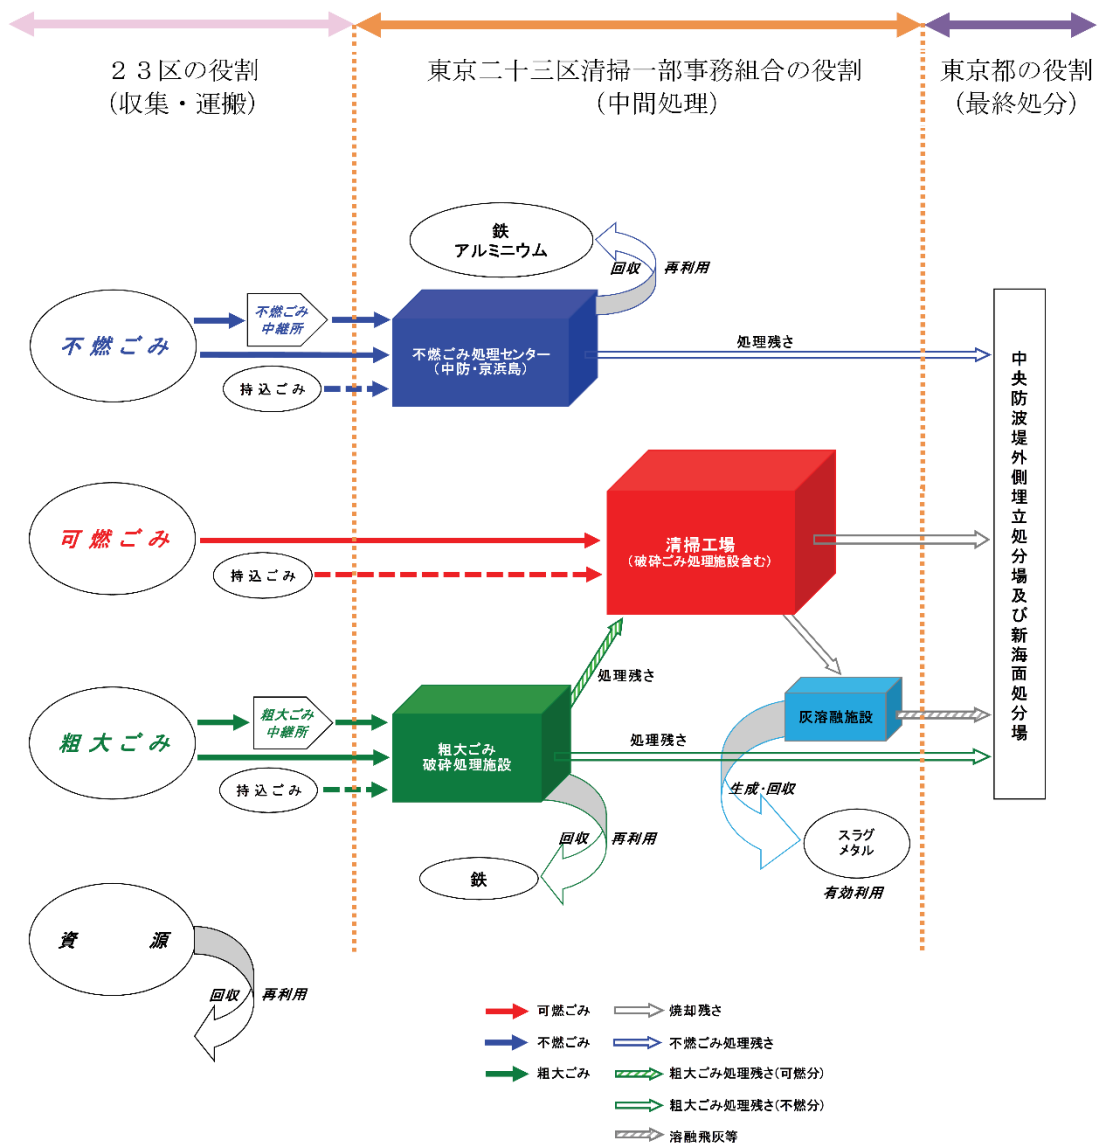 ２３区の役割
（収集・運搬）
東京二十三区清掃一部事務組合の役割
（中間処理）
東京都の役割
（最終処分）
鉄
アルミニウム
回収
再利用
不燃ごみ
不燃ごみ
中継所
持込ごみ
不燃ごみ処理センター
（中防・京浜島）
処理残さ
中央防波堤外側埋立処分場及び新海面処分場
可燃ごみ
持込ごみ
清掃工場
（破砕ごみ処理施設含む）
処理残さ
粗大ごみ
粗大ごみ
中継所
持込ごみ
粗大ごみ
破砕処理施設
処理残さ
灰溶融施設
生成・回収
スラグ
メタル
有効利用
回収
再利用
鉄
資源
回収
再利用
可燃ごみ
不燃ごみ
粗大ごみ
焼却残さ
不燃ごみ処理残さ
粗大ごみ処理残さ(可燃分)
粗大ごみ処理残さ(不燃分)
溶融飛灰等